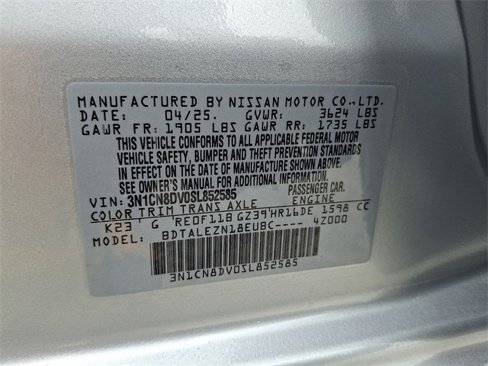 MANUFACTURED BY NISSAN MOTOR CO.,LTD.
DATE: 04/25. GVWR: 3624 LBS
GAWR FR: 1905 LBS GAWR RR: 1735 LBS
THIS VEHICLE CONFORMS TO ALL APPLICABLE FEDERAL MOTOR
VEHICLE SAFETY, BUMPER AND THEFT PREVENTION STANDARDS
IN EFFECT ON THE DATE OF MANUFACTURE SHOWN ABOVE.
SEE OWNER'S MANUAL FOR ADDITIONAL INFORMATION.
VIN: 3N1CN8DV0SL852585 PASSENGER CAR.
COLOR TRIM TRANS AXLE ENGINE
K23 G RE0F11B GZ39 HR16DE 1598 CC
MODEL: BDTALEZN18EUBC---- 4Z000
3N1CN8DV0SL852585